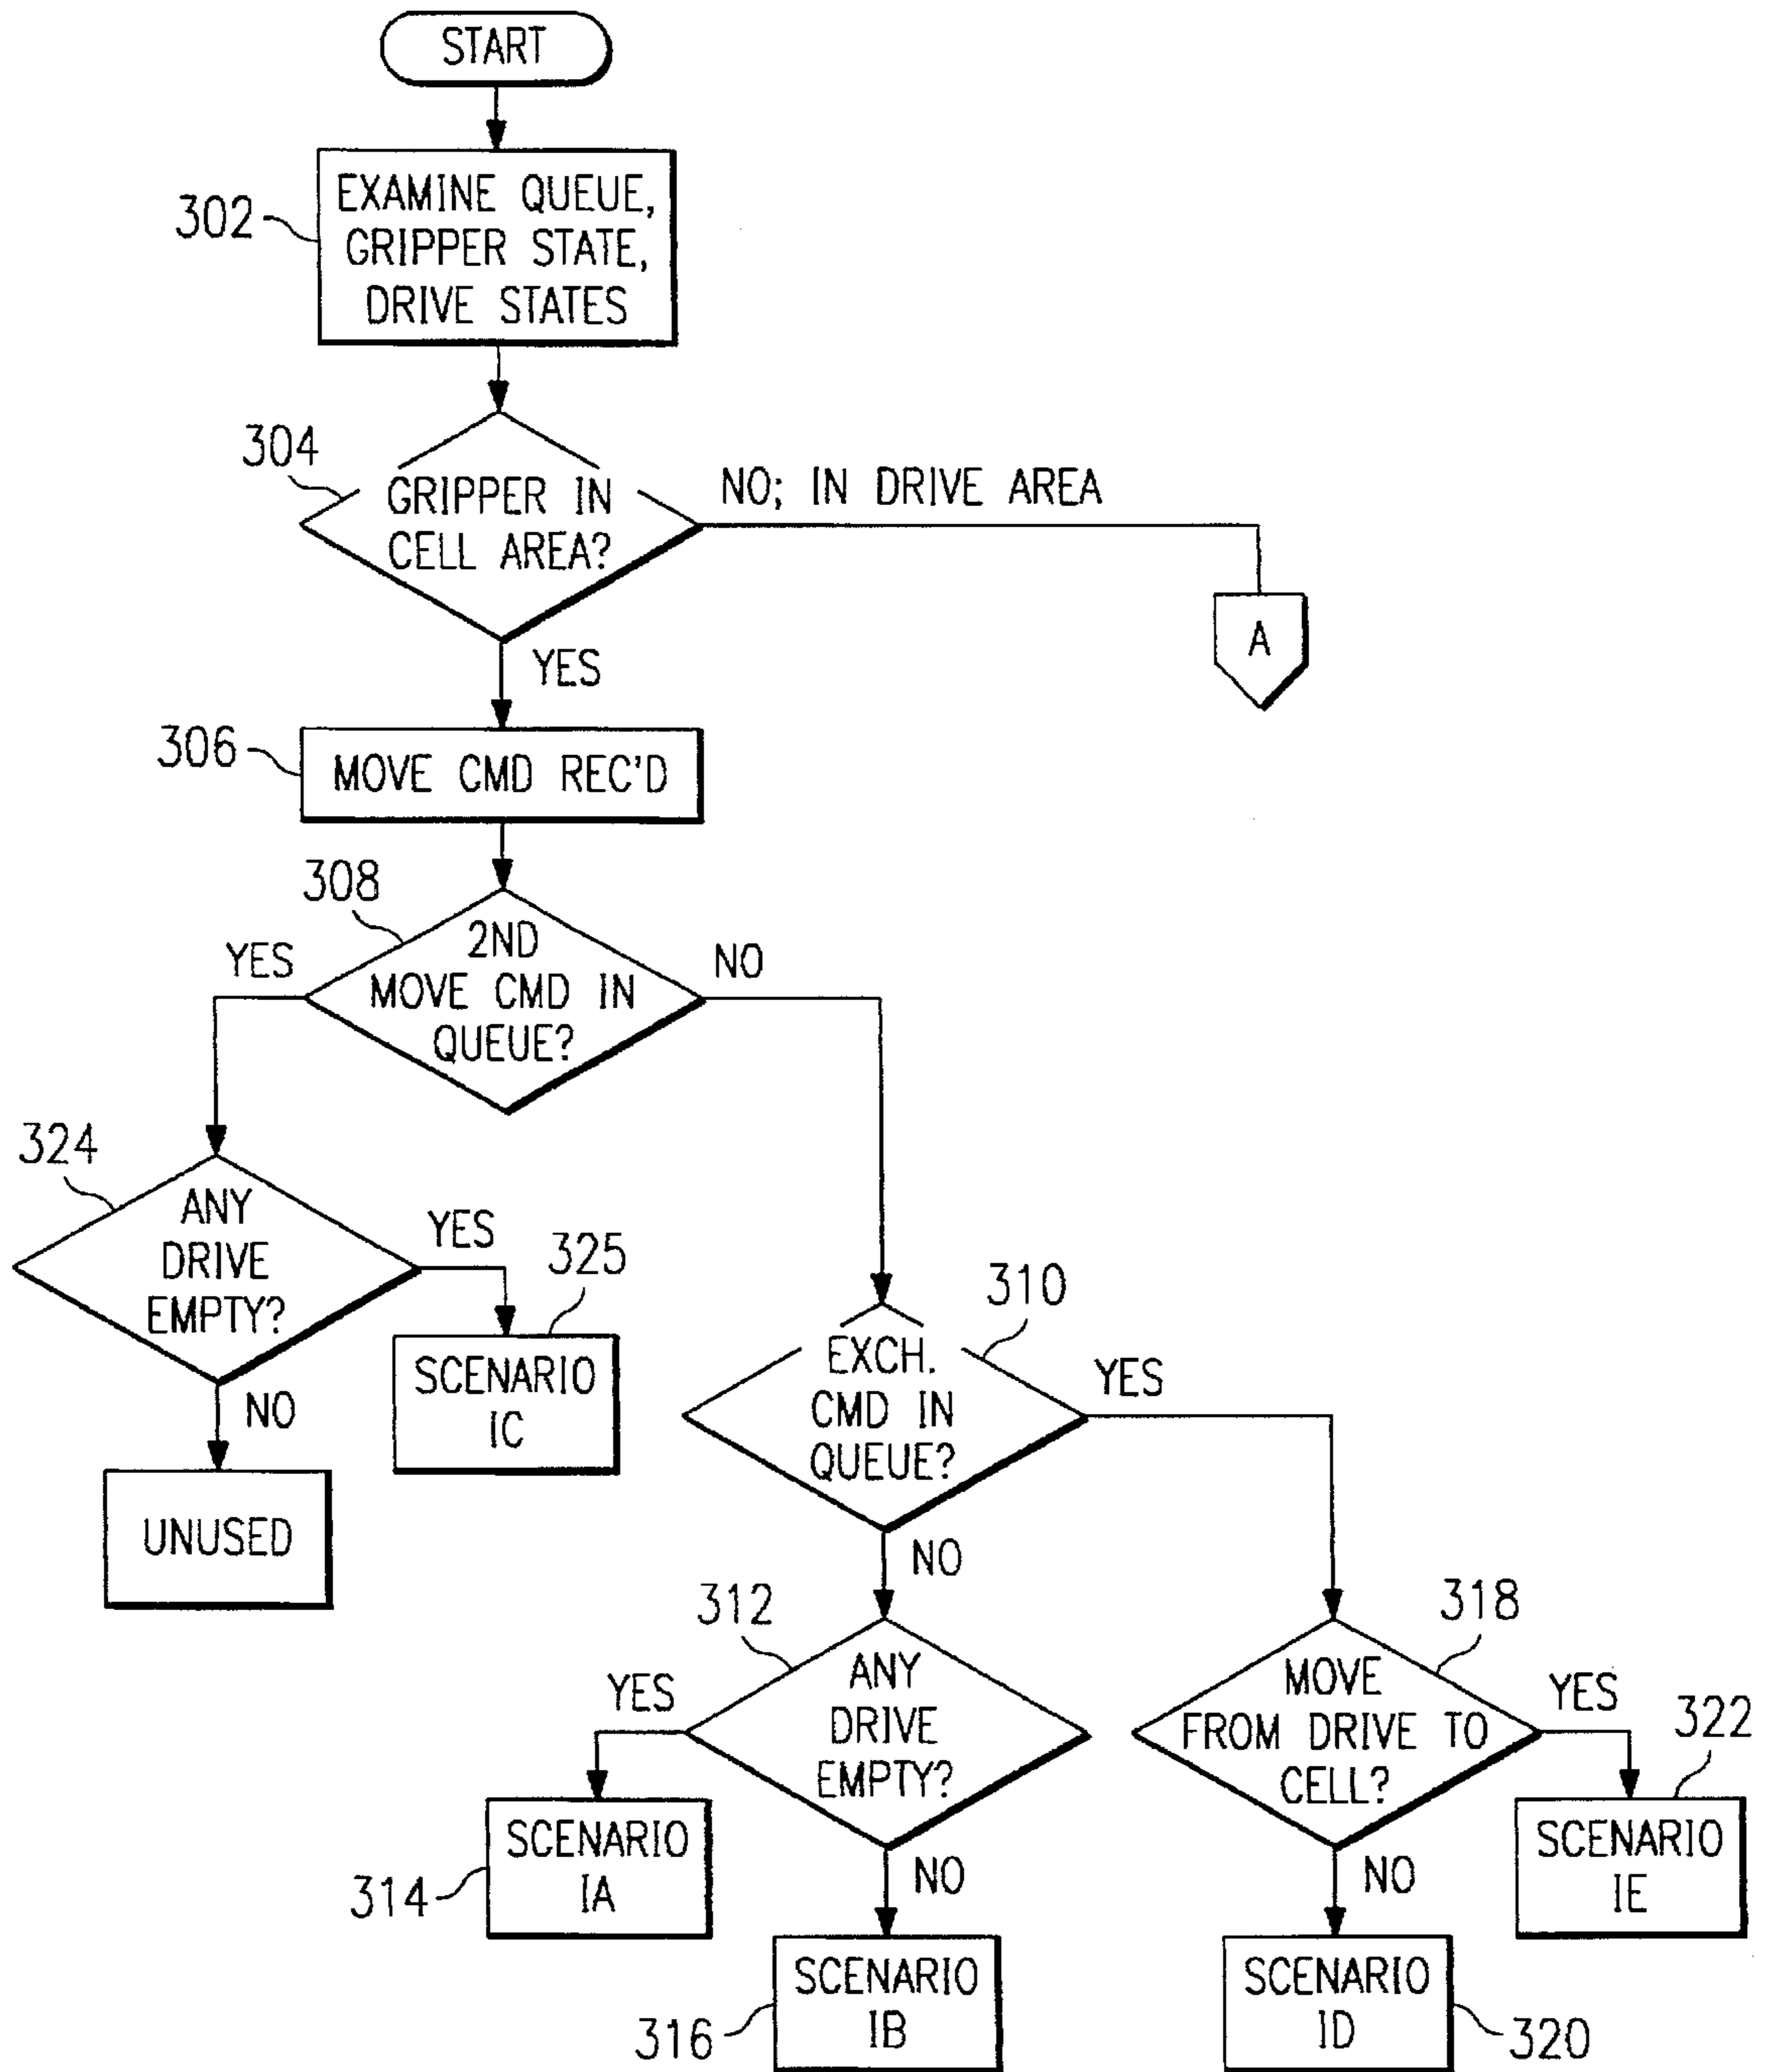 START
302
EXAMINE QUEUE,
GRIPPER STATE,
DRIVE STATES
304
GRIPPER IN
CELL AREA?
NO; IN DRIVE AREA
A
YES
306
MOVE CMD REC'D
308
2ND
MOVE CMD IN
QUEUE?
YES
NO
324
ANY
DRIVE
EMPTY?
YES
325
SCENARIO
IC
NO
UNUSED
310
EXCH.
CMD IN
QUEUE?
YES
NO
312
ANY
DRIVE
EMPTY?
YES
314
SCENARIO
IA
NO
316
SCENARIO
IB
318
MOVE
FROM DRIVE TO
CELL?
YES
322
SCENARIO
IE
NO
SCENARIO
ID
320